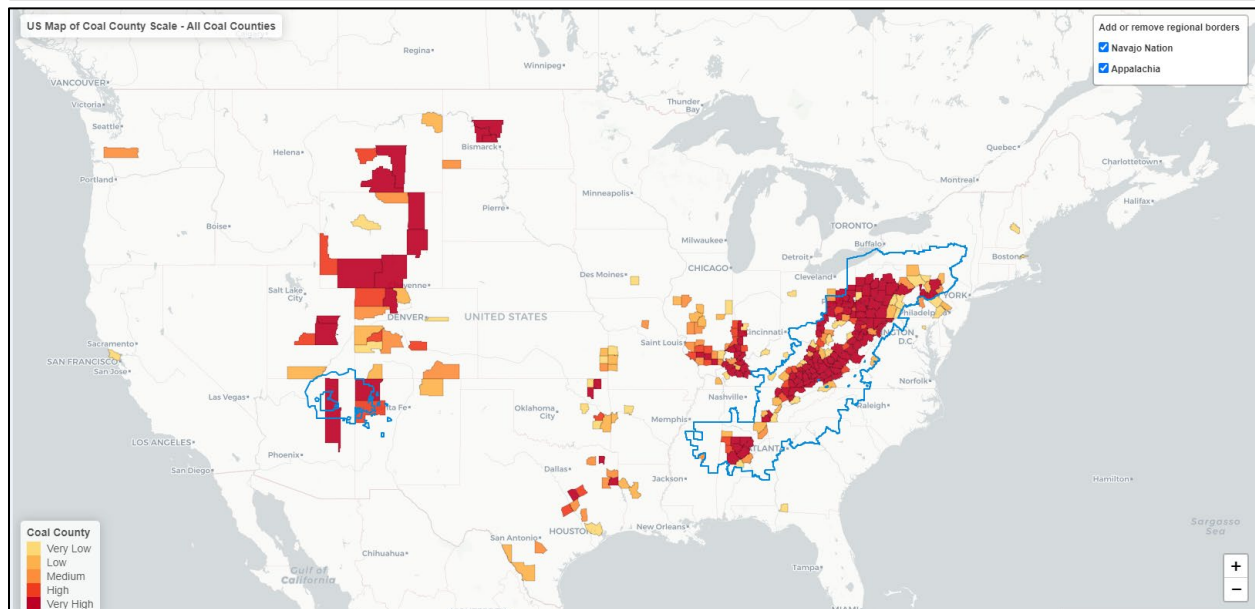 US Map of Coal County Scale - All Coal Counties
Add or remove regional borders
Navajo Nation
Appalachia
Regina
Winnipeg
VANCOUVER
Victoria
Seattle
Thunder
Bay
Quebec
Helena
Bismarck
Charlottetown
Portland
Montreal
Halifax
Minneapolis
Boise
Pierre
TORONTO
Buffalo
Milwaukee
Detroit
Boston
CHICAGO
Cleveland
Des Moines
Salt Lake
City
YORK
DENVER
UNITED STATES
Philadelphia
Sacramento
Saint Louis
D.C.
SAN FRANCISCO
San Jose
Norfolk
Las Vegas
Nashville
Raleigh
Oklahoma
City
Memphis
LOS ANGELES
Phoenix
San Diego
Dallas
Jackson
Hamilton
HOUSTON
New Orleans
San Antonio
Sargasso
Sea
Coal County
Very Low
Low
Medium
High
Very High
Chihuahua
Gulf of
California
Tampa
+
−